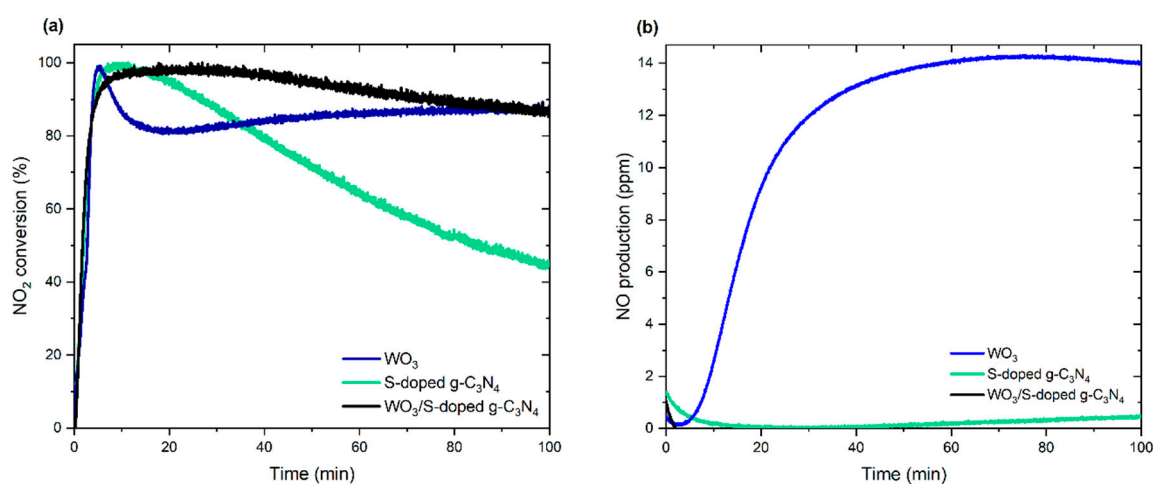 (a)
100
80
60
40
20
0
NO₂ conversion (%)
WO₃
S-doped g-C₃N₄
WO₃/S-doped g-C₃N₄
0 20 40 60 80 100
Time (min)
(b)
14
12
10
8
6
4
2
0
NO production (ppm)
WO₃
S-doped g-C₃N₄
WO₃/S-doped g-C₃N₄
0 20 40 60 80 100
Time (min)